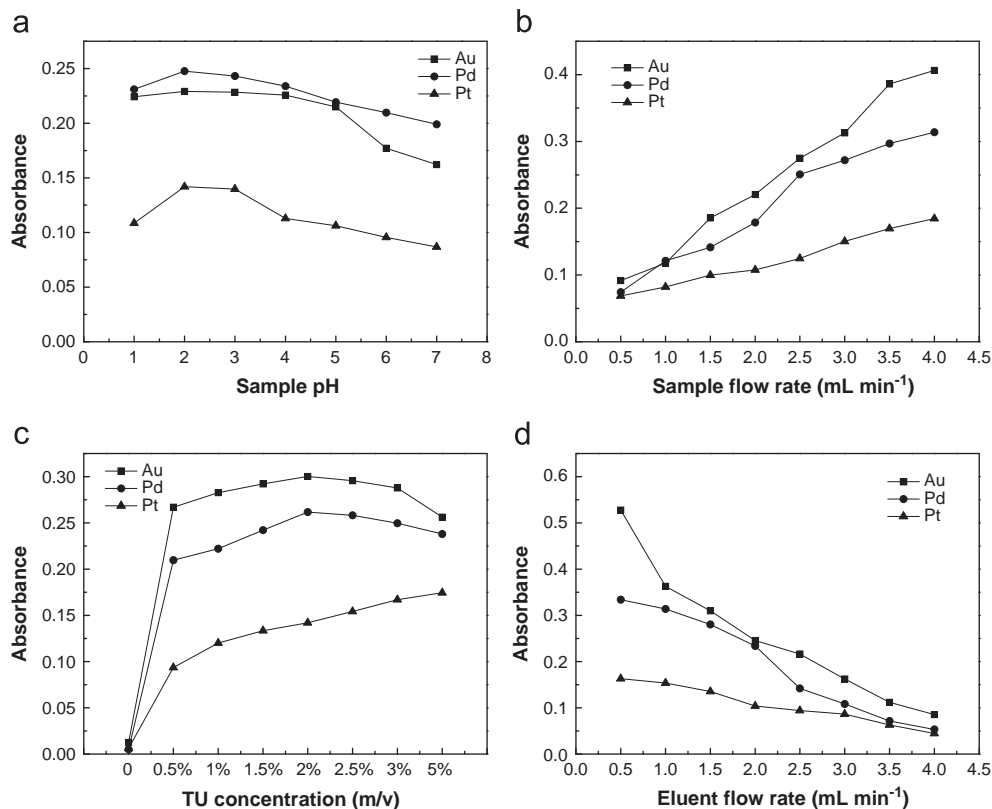 a
Au
Pd
Pt
0.25
0.20
0.15
0.10
0.05
0.00
Absorbance
0 1 2 3 4 5 6 7 8
Sample pH
b
Au
Pd
Pt
0.4
0.3
0.2
0.1
0.0
Absorbance
0.0 0.5 1.0 1.5 2.0 2.5 3.0 3.5 4.0 4.5
Sample flow rate (mL min⁻¹)
c
Au
Pd
Pt
0.30
0.25
0.20
0.15
0.10
0.05
0.00
Absorbance
0 0.5% 1% 1.5% 2% 2.5% 3% 5%
TU concentration (m/v)
d
Au
Pd
Pt
0.6
0.5
0.4
0.3
0.2
0.1
0.0
Absorbance
0.0 0.5 1.0 1.5 2.0 2.5 3.0 3.5 4.0 4.5
Eluent flow rate (mL min⁻¹)